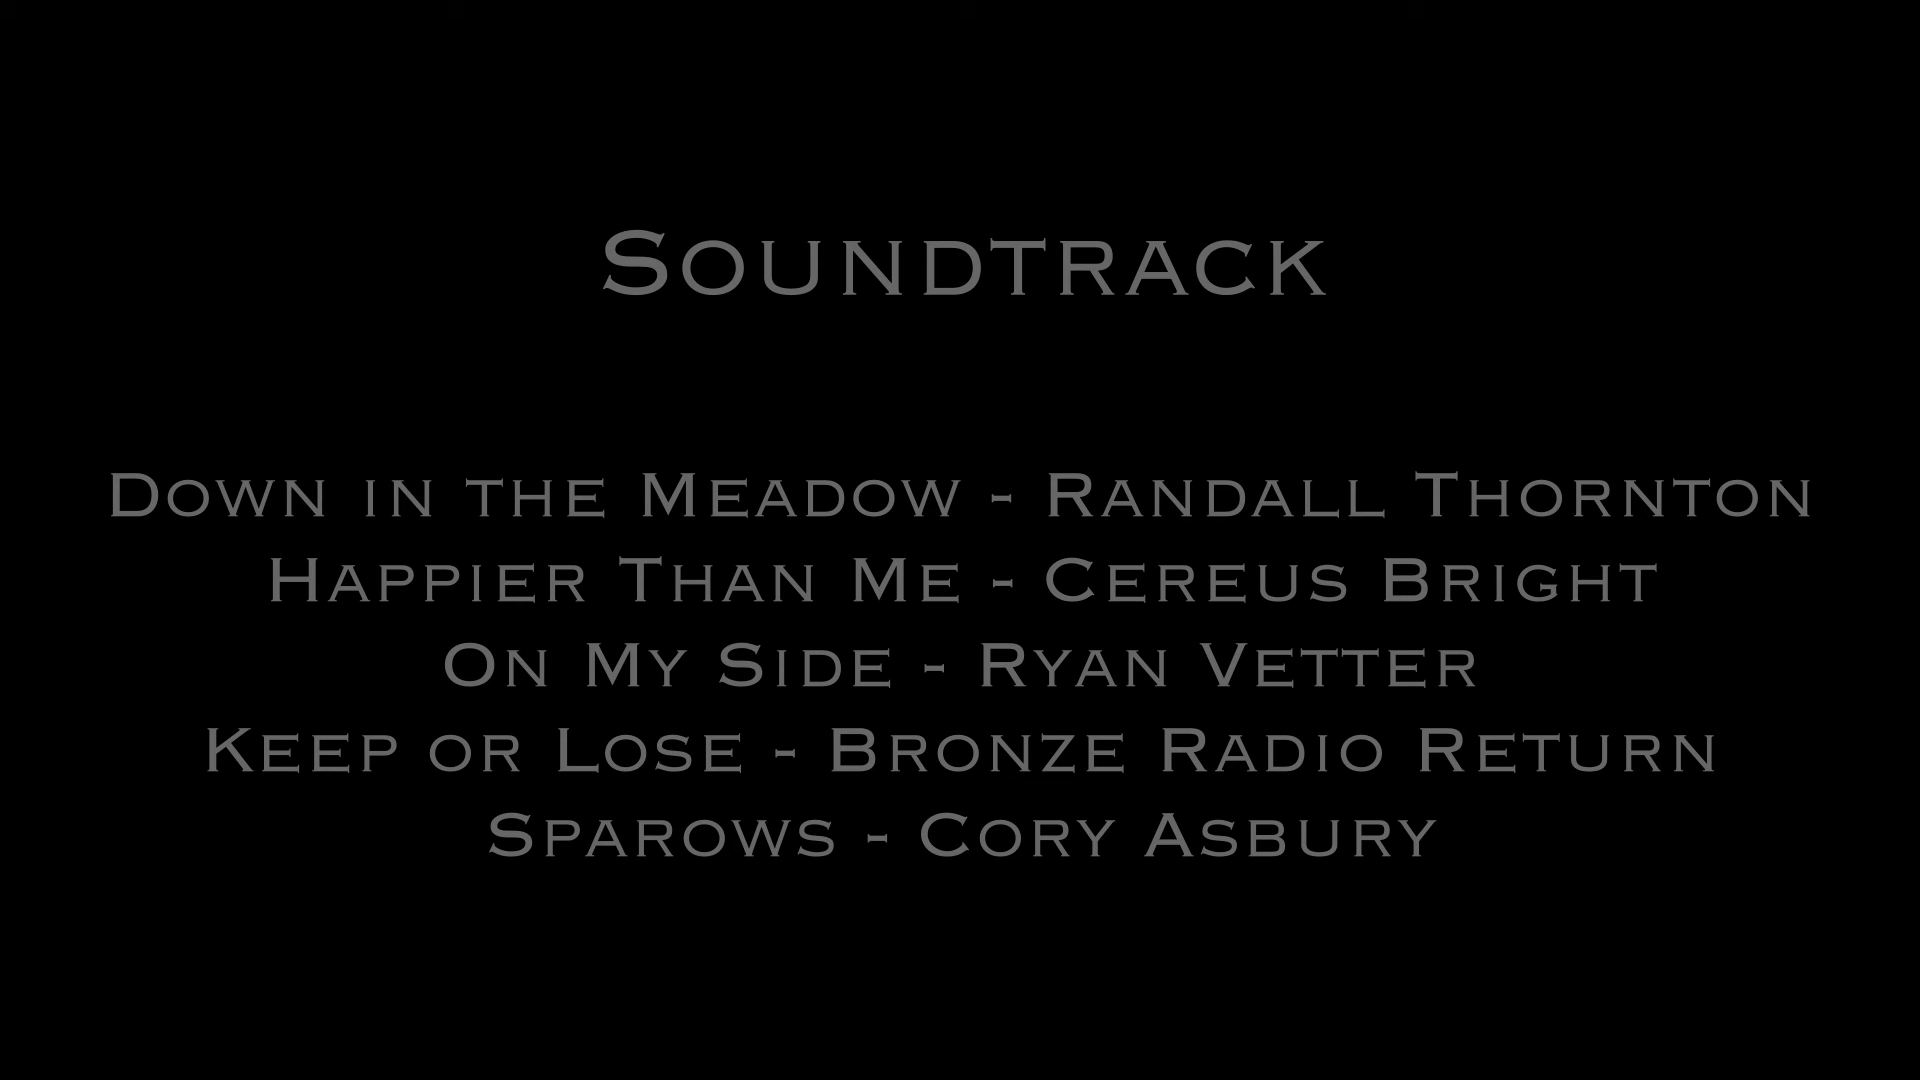 Soundtrack
Down in the Meadow - Randall Thornton
Happier Than Me - Cereus Bright
On My Side - Ryan Vetter
Keep or Lose - Bronze Radio Return
Sparows - Cory Asbury